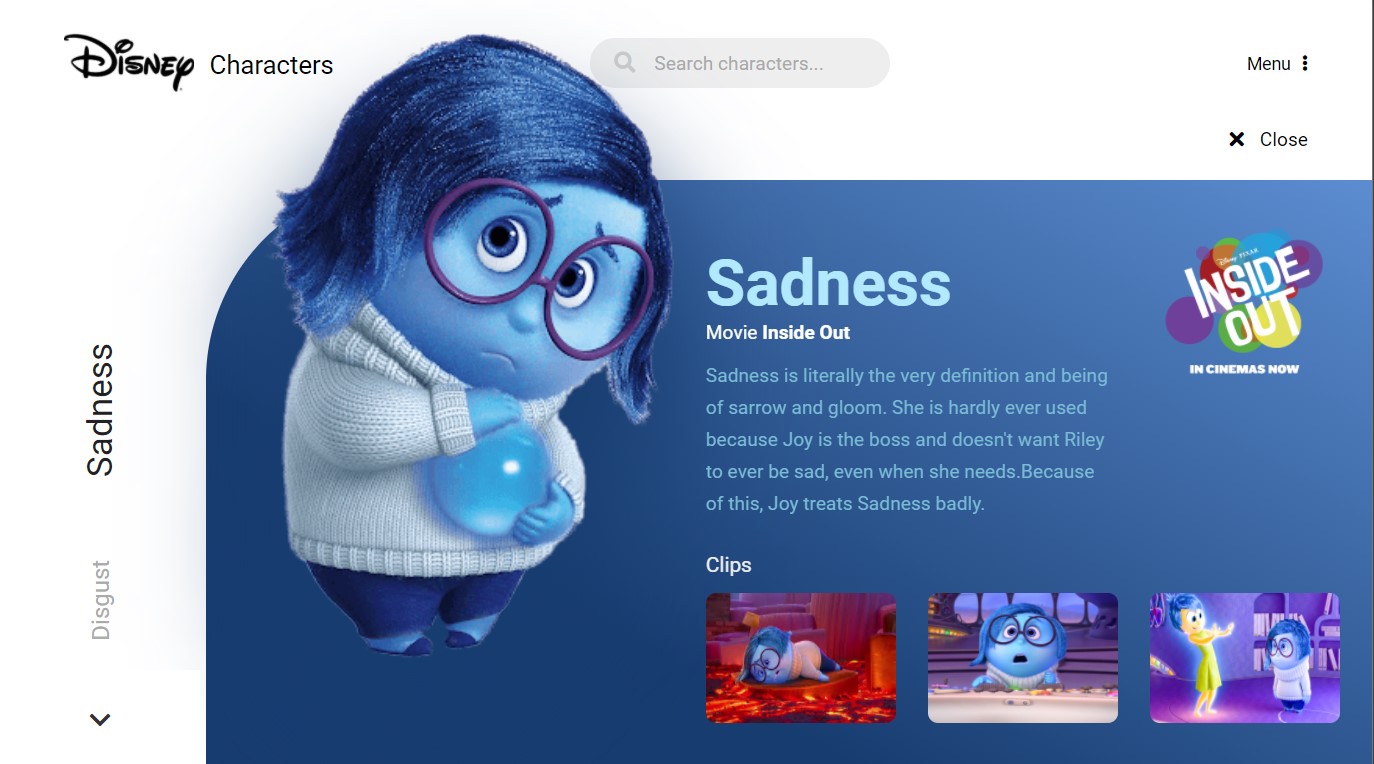 Disney Characters
Search characters...
Menu
Close
Sadness
Disgust
Sadness
Movie Inside Out
Sadness is literally the very definition and being
of sarrow and gloom. She is hardly ever used
because Joy is the boss and doesn't want Riley
to ever be sad, even when she needs.Because
of this, Joy treats Sadness badly.
Disney PIXAR
INSIDE
OUT
IN CINEMAS NOW
Clips